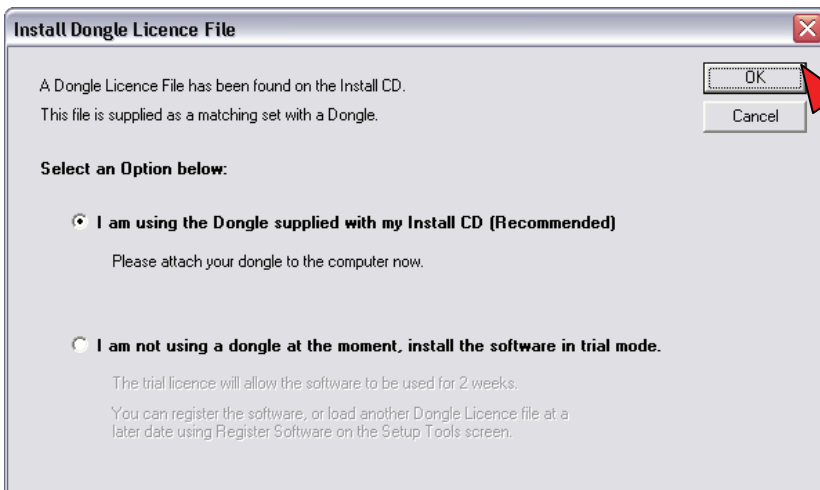 Install Dongle Licence File
A Dongle Licence File has been found on the Install CD.
This file is supplied as a matching set with a Dongle.
OK
Cancel
Select an Option below:
I am using the Dongle supplied with my Install CD (Recommended)
Please attach your dongle to the computer now.
I am not using a dongle at the moment, install the software in trial mode.
The trial licence will allow the software to be used for 2 weeks.
You can register the software, or load another Dongle Licence file at a
later date using Register Software on the Setup Tools screen.